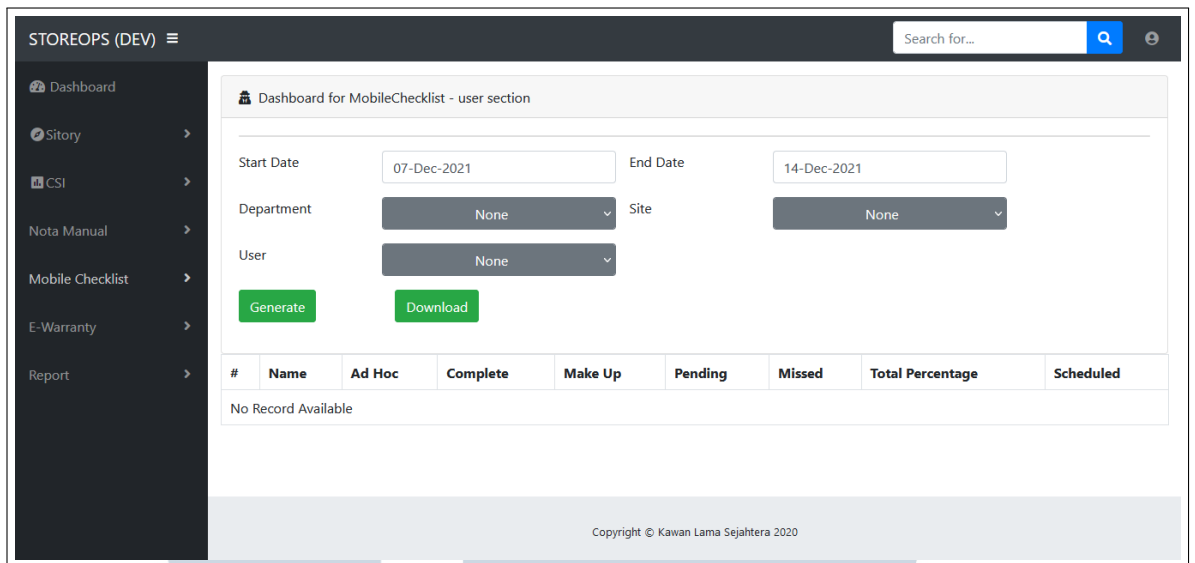 STOREOPS (DEV)
Search for...
Dashboard
Sitory
CSI
Nota Manual
Mobile Checklist
E-Warranty
Report
Dashboard for MobileChecklist - user section
Start Date 07-Dec-2021 End Date 14-Dec-2021
Department None Site None
User None
Generate Download
# Name Ad Hoc Complete Make Up Pending Missed Total Percentage Scheduled
No Record Available
Copyright © Kawan Lama Sejahtera 2020